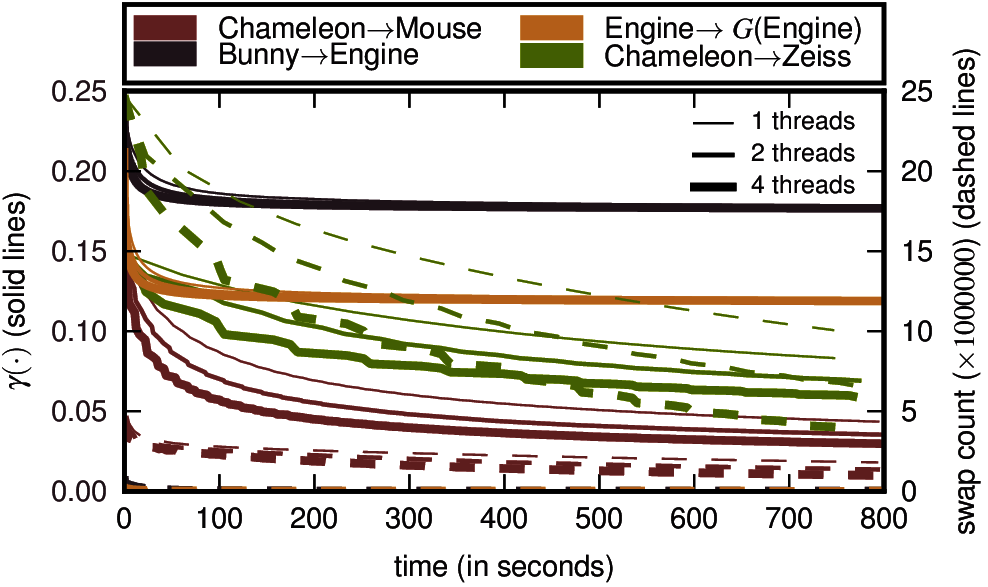 Chameleon→Mouse
Engine→ G(Engine)
Bunny→Engine
Chameleon→Zeiss
0.25
25
1 threads
2 threads
4 threads
0.20
20
0.15
15
0.10
10
0.05
5
0.00
0
0 100 200 300 400 500 600 700 800
time (in seconds)
γ(·) (solid lines)
swap count (×1000000) (dashed lines)